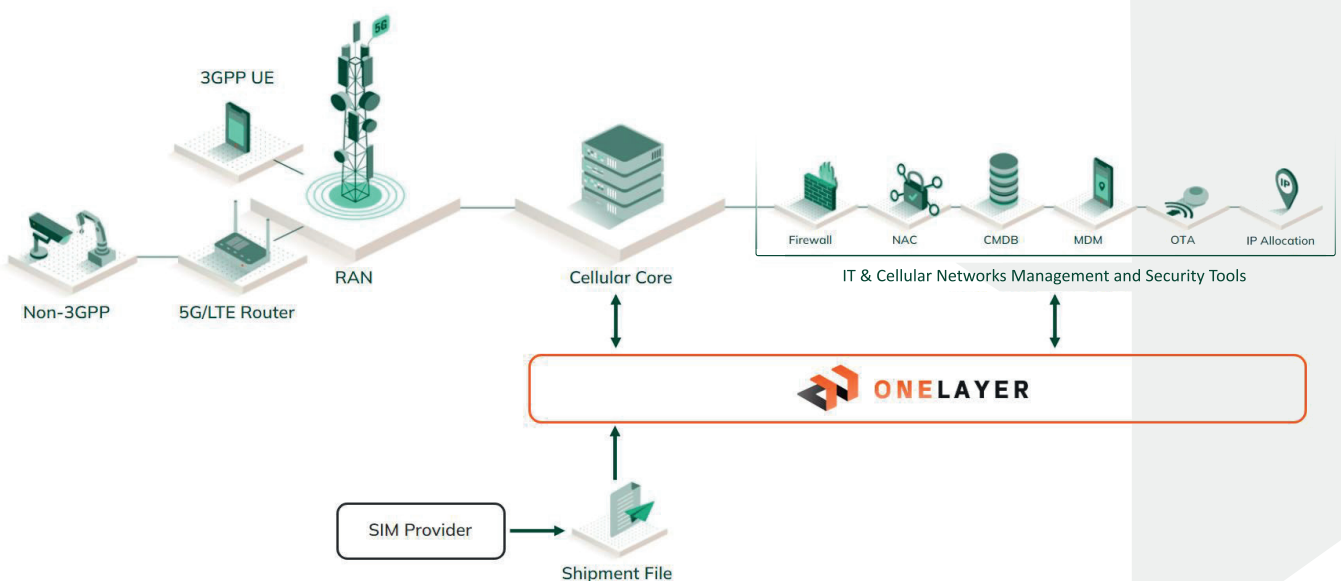 5G
3GPP UE
IP
Firewall
NAC
CMDB
MDM
OTA
IP Allocation
RAN
Cellular Core
IT & Cellular Networks Management and Security Tools
Non-3GPP
5G/LTE Router
ONELAYER
SIM Provider
Shipment File